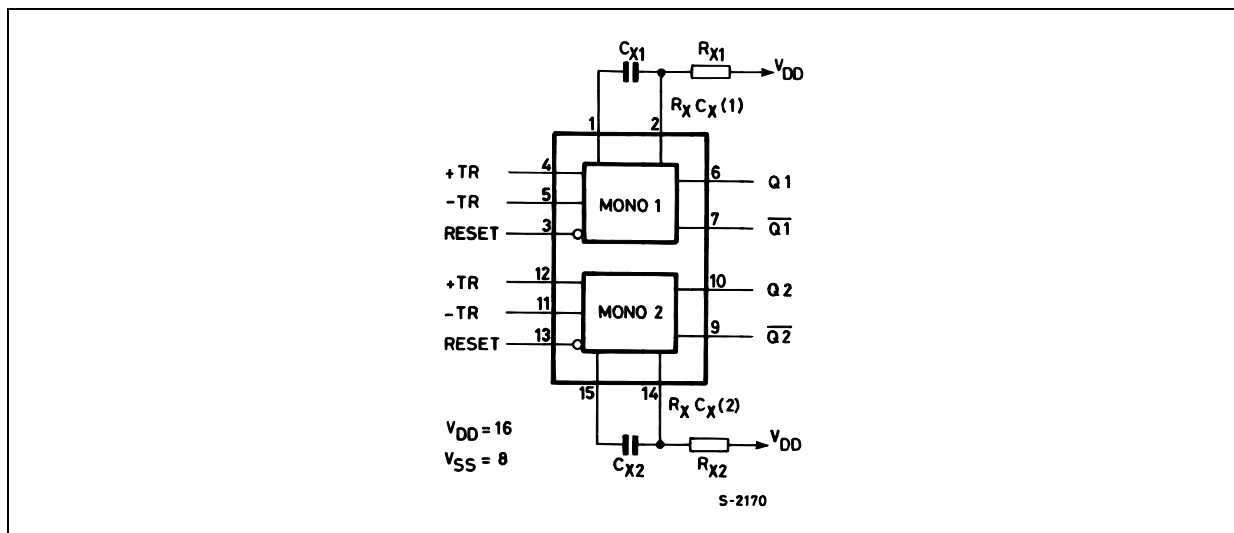 CX1 RX1 VDD
RX CX (1)
1 2
+TR 4 6 Q1
-TR 5 MONO 1
RESET 3 7 Q1
+TR 12 10 Q2
-TR 11 MONO 2
RESET 13 9 Q2
15 14 RX CX (2)
VDD = 16
VSS = 8
CX2 RX2 VDD
S-2170